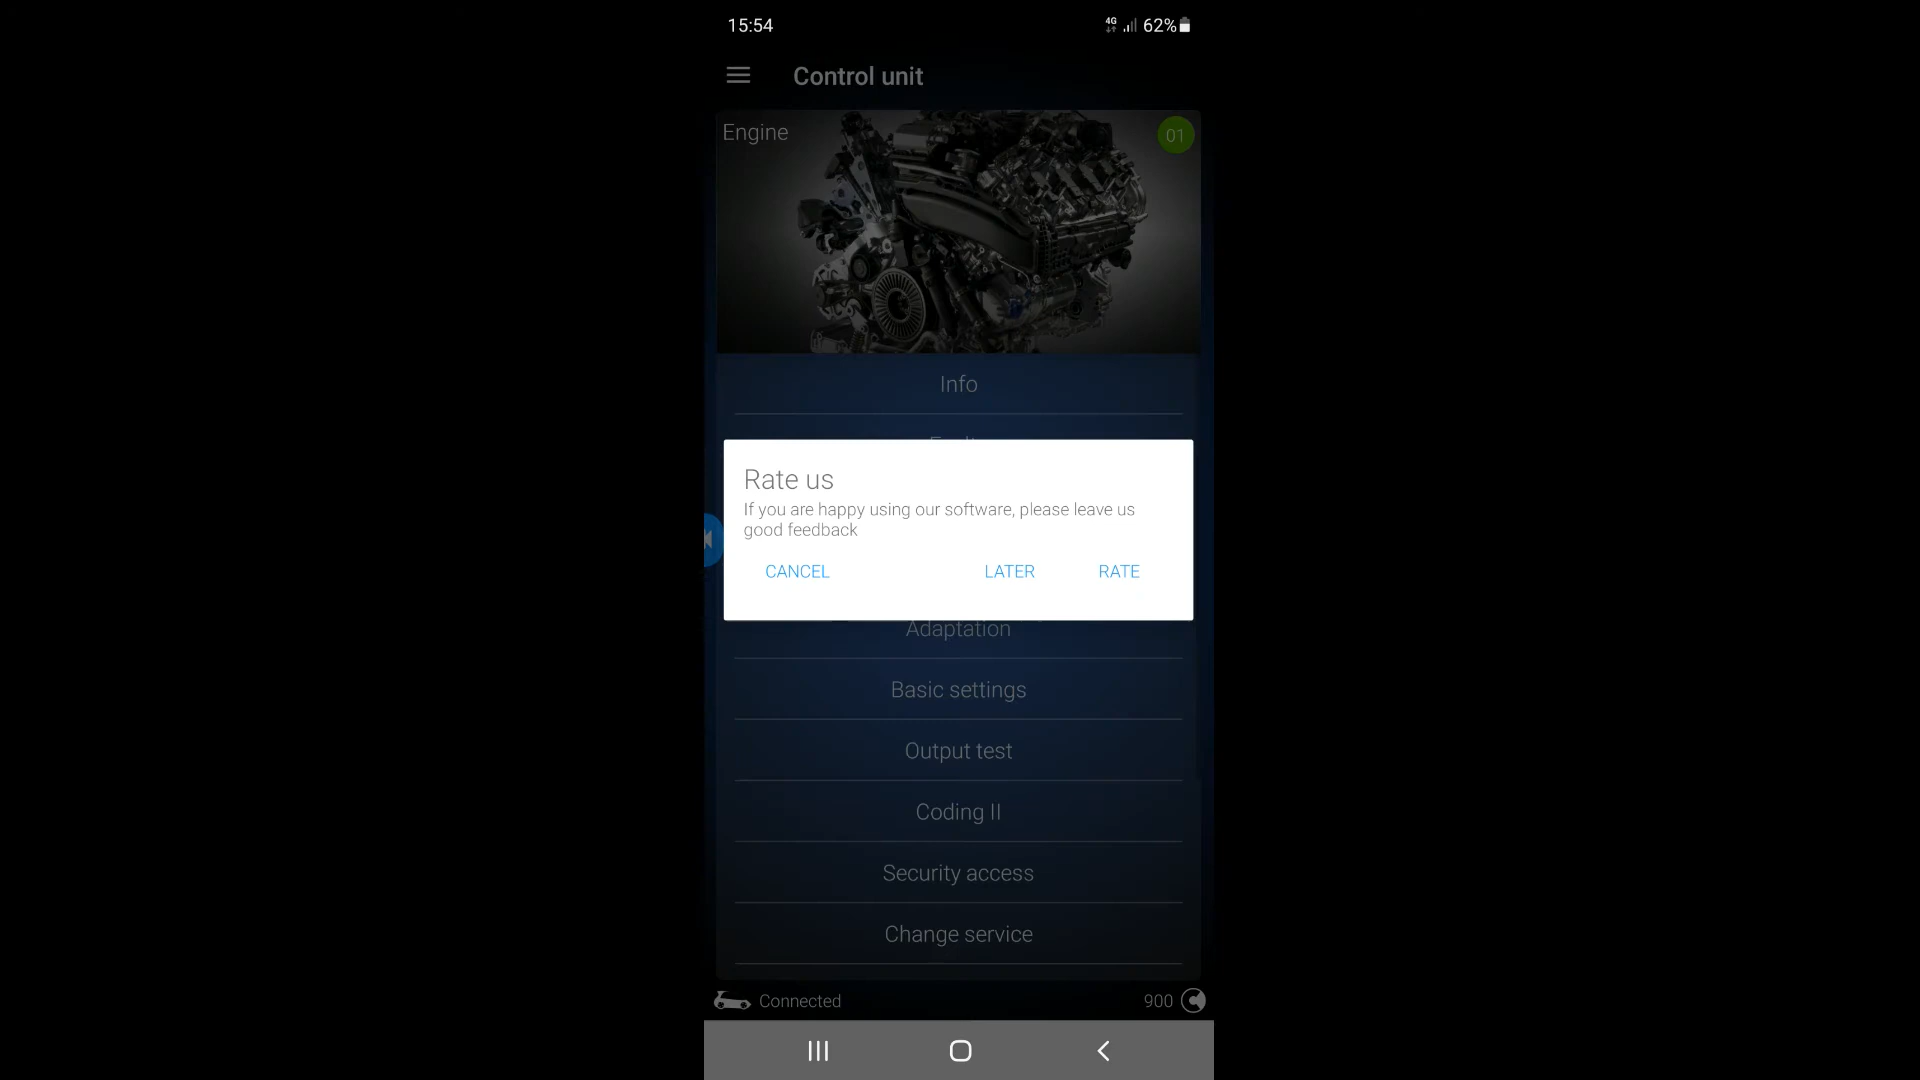 15:54
4G 62%
Control unit
Engine
01
Info
Rate us
If you are happy using our software, please leave us
good feedback
CANCEL LATER RATE
Adaptation
Basic settings
Output test
Coding II
Security access
Change service
Connected 900